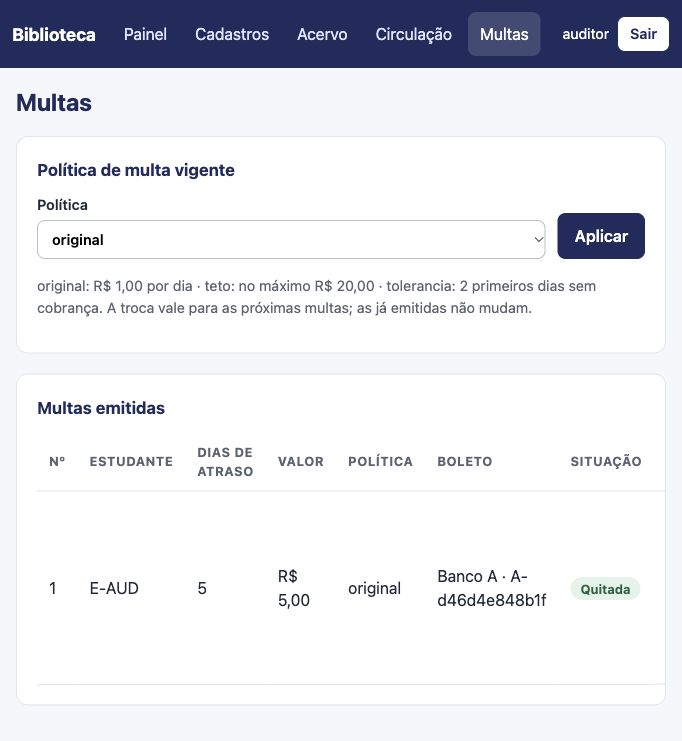 Biblioteca Painel Cadastros Acervo Circulação Multas auditor Sair
Multas
Política de multa vigente
Política
original
Aplicar
original: R$ 1,00 por dia · teto: no máximo R$ 20,00 · tolerancia: 2 primeiros dias sem
cobrança. A troca vale para as próximas multas; as já emitidas não mudam.
Multas emitidas
Nº ESTUDANTE DIAS DE ATRASO VALOR POLÍTICA BOLETO SITUAÇÃO
1 E-AUD 5 R$ 5,00 original Banco A · A-d46d4e848b1f Quitada